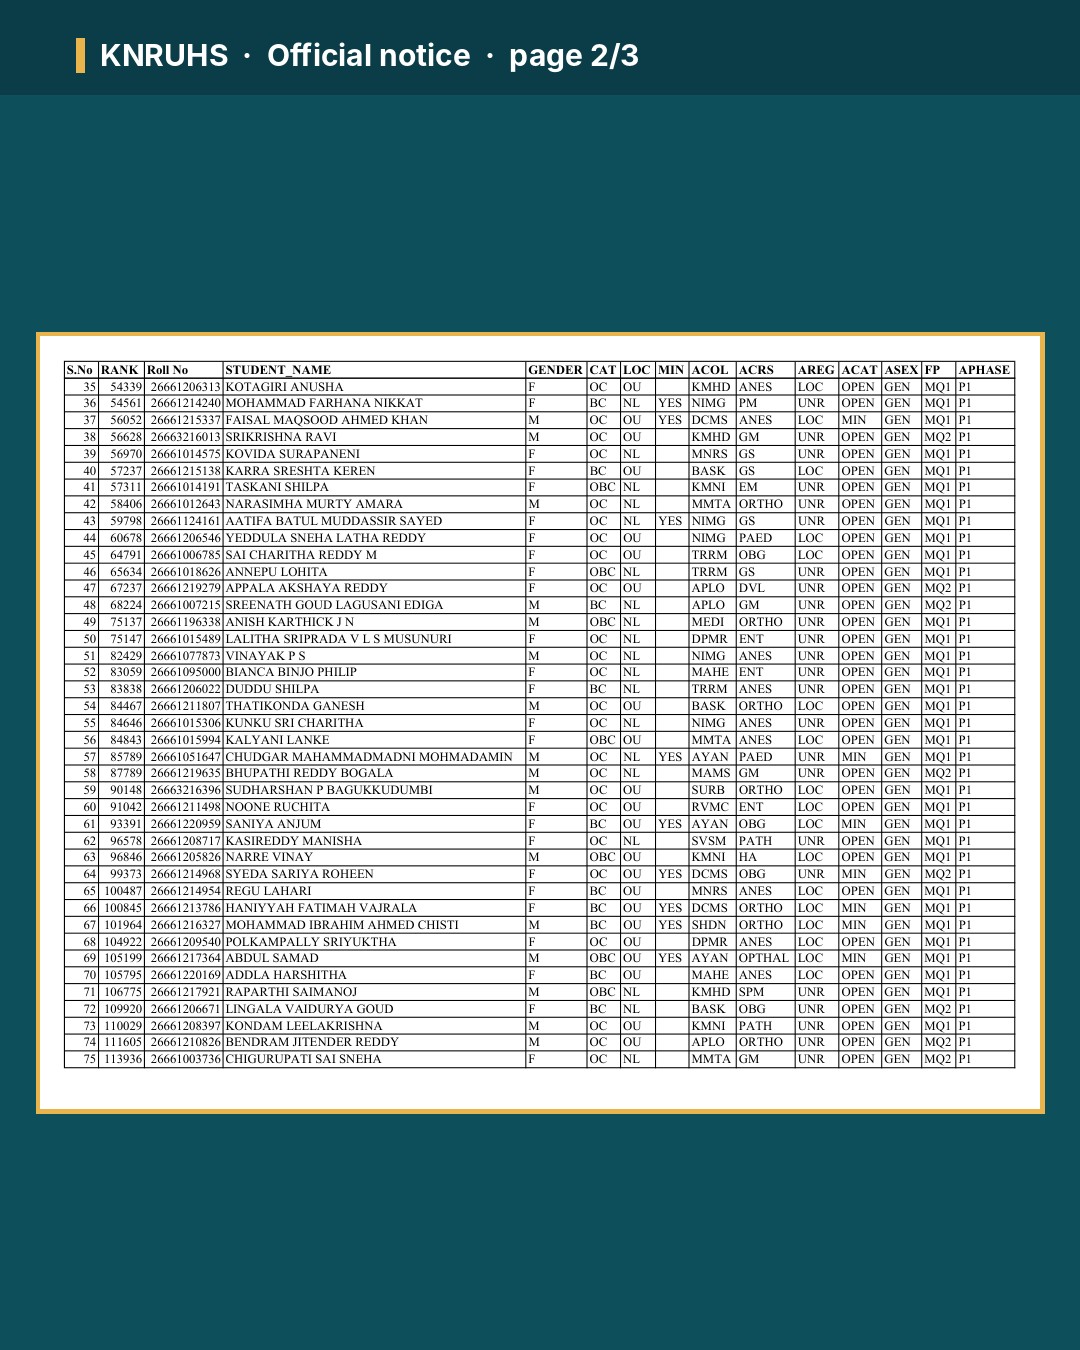 KNRUHS · Official notice · page 2/3
S.No RANK Roll No STUDENT_NAME GENDER CAT LOC MIN ACOL ACRS AREG ACAT ASEX FP APHASE
35 54339 26661206313 KOTAGIRI ANUSHA F OC OU KMHD ANES LOC OPEN GEN MQ1 P1
36 54561 26661214240 MOHAMMAD FARHANA NIKKAT F BC NL YES NIMG PM UNR OPEN GEN MQ1 P1
37 56052 26661215337 FAISAL MAQSOOD AHMED KHAN M OC OU YES DCMS ANES LOC MIN GEN MQ1 P1
38 56628 26663216013 SRIKRISHNA RAVI M OC OU KMHD GM UNR OPEN GEN MQ2 P1
39 56970 26661014575 KOVIDA SURAPANENI F OC NL MNRS GS UNR OPEN GEN MQ1 P1
40 57237 26661215138 KARRA SRESHTA KEREN F BC OU BASK GS LOC OPEN GEN MQ1 P1
41 57311 26661014191 TASKANI SHILPA F OBC NL KMNI EM UNR OPEN GEN MQ1 P1
42 58406 26661012643 NARASIMHA MURTY AMARA M OC NL MMTA ORTHO UNR OPEN GEN MQ1 P1
43 59798 26661124161 AATIFA BATUL MUDDASSIR SAYED F OC NL YES NIMG GS UNR OPEN GEN MQ1 P1
44 60678 26661206546 YEDDULA SNEHA LATHA REDDY F OC OU NIMG PAED LOC OPEN GEN MQ1 P1
45 64791 26661006785 SAI CHARITHA REDDY M F OC OU TRRM OBG LOC OPEN GEN MQ1 P1
46 65634 26661018626 ANNEPU LOHITA F OBC NL TRRM GS UNR OPEN GEN MQ1 P1
47 67237 26661219279 APPALA AKSHAYA REDDY F OC OU APLO DVL UNR OPEN GEN MQ2 P1
48 68224 26661007215 SREENATH GOUD LAGUSANI EDIGA M BC NL APLO GM UNR OPEN GEN MQ2 P1
49 75137 26661196338 ANISH KARTHICK J N M OBC NL MEDI ORTHO UNR OPEN GEN MQ1 P1
50 75147 26661015489 LALITHA SRIPRADA V L S MUSUNURI F OC NL DPMR ENT UNR OPEN GEN MQ1 P1
51 82429 26661077873 VINAYAK P S M OC NL NIMG ANES UNR OPEN GEN MQ1 P1
52 83059 26661095000 BIANCA BINJO PHILIP F OC NL MAHE ENT UNR OPEN GEN MQ1 P1
53 83838 26661206022 DUDDU SHILPA F BC NL TRRM ANES UNR OPEN GEN MQ1 P1
54 84467 26661211807 THATIKONDA GANESH M OC OU BASK ORTHO LOC OPEN GEN MQ1 P1
55 84646 26661015306 KUNKU SRI CHARITHA F OC NL NIMG ANES UNR OPEN GEN MQ1 P1
56 84843 26661015994 KALYANI LANKE F OBC OU MMTA ANES LOC OPEN GEN MQ1 P1
57 85789 26661051647 CHUDGAR MAHAMMADMADNI MOHMADAMIN M OC NL YES AYAN PAED UNR MIN GEN MQ1 P1
58 87789 26661219635 BHUPATHI REDDY BOGALA M OC OU MAMS GM UNR OPEN GEN MQ2 P1
59 90148 26663216396 SUDHARSHAN P BAGUKKUDUMBI M OC OU SURB ORTHO LOC OPEN GEN MQ1 P1
60 91042 26661211498 NOONE RUCHITA F OC OU RVMC ENT LOC OPEN GEN MQ1 P1
61 93391 26661220959 SANIYA ANJUM F BC OU YES AYAN OBG LOC MIN GEN MQ1 P1
62 96578 26661208717 KASIREDDY MANISHA F OC NL SVSM PATH UNR OPEN GEN MQ1 P1
63 96846 26661205826 NARRE VINAY M OBC OU KMNI HA LOC OPEN GEN MQ1 P1
64 99373 26661214968 SYEDA SARIYA ROHEEN F OC OU YES DCMS OBG UNR MIN GEN MQ2 P1
65 100487 26661214954 REGU LAHARI F BC OU MNRS ANES LOC OPEN GEN MQ1 P1
66 100845 26661213786 HANIYYAH FATIMAH VAJRALA F BC OU YES DCMS ORTHO LOC MIN GEN MQ1 P1
67 101964 26661216327 MOHAMMAD IBRAHIM AHMED CHISTI M BC OU YES SHDN ORTHO LOC MIN GEN MQ1 P1
68 104922 26661209540 POLKAMPALLY SRIYUKTHA F OC OU DPMR ANES LOC OPEN GEN MQ1 P1
69 105199 26661217364 ABDUL SAMAD M OBC OU YES AYAN OPTHAL LOC MIN GEN MQ1 P1
70 105795 26661220169 ADDLA HARSHITHA F BC OU MAHE ANES LOC OPEN GEN MQ1 P1
71 106775 26661217921 RAPARTHI SAIMANOJ M OBC NL KMHD SPM UNR OPEN GEN MQ1 P1
72 109920 26661206671 LINGALA VAIDURYA GOUD F BC NL BASK OBG UNR OPEN GEN MQ2 P1
73 110029 26661208397 KONDAM LEELAKRISHNA M OC OU KMNI PATH UNR OPEN GEN MQ1 P1
74 111605 26661210826 BENDRAM JITENDER REDDY M OC OU APLO ORTHO UNR OPEN GEN MQ2 P1
75 113936 26661003736 CHIGURUPATI SAI SNEHA F OC NL MMTA GM UNR OPEN GEN MQ2 P1